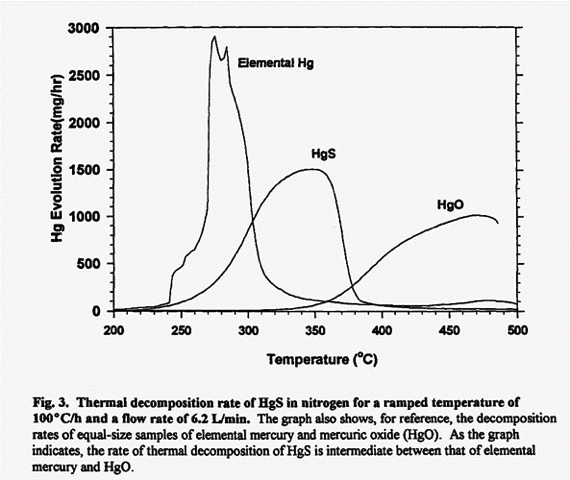 3000
2500
2000
1500
1000
500
0
Hg Evolution Rate(mg/hr)
Elemental Hg
HgS
HgO
200 250 300 350 400 450 500
Temperature (°C)
Fig. 3. Thermal decomposition rate of HgS in nitrogen for a ramped temperature of
100°C/h and a flow rate of 6.2 L/min. The graph also shows, for reference, the decomposition
rates of equal-size samples of elemental mercury and mercuric oxide (HgO). As the graph
indicates, the rate of thermal decomposition of HgS is intermediate between that of elemental
mercury and HgO.